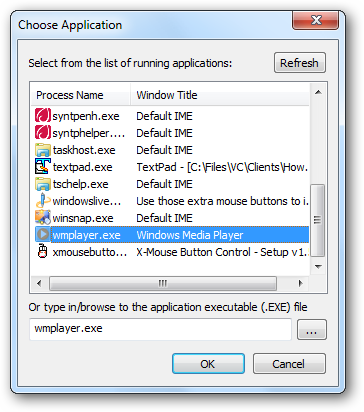 Choose Application
Select from the list of running applications: Refresh
Process Name Window Title
syntpenh.exe Default IME
syntphelper.... Default IME
taskhost.exe Default IME
textpad.exe TextPad - [C:\Files\VC\Clients\How...
tschelp.exe Default IME
windowslive... Use those extra mouse buttons to i...
winsnap.exe Default IME
wmplayer.exe Windows Media Player
xmousebutto... X-Mouse Button Control - Setup v1...
Or type in/browse to the application executable (.EXE) file
wmplayer.exe ...
OK Cancel